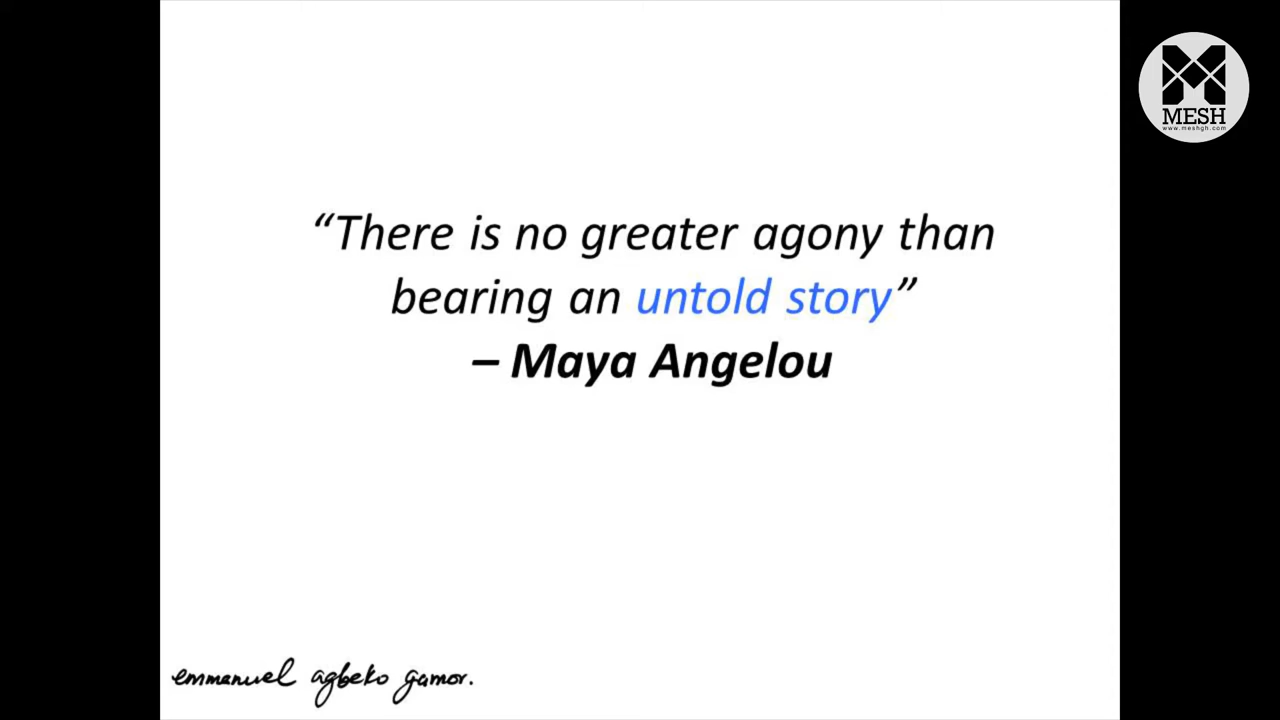 “There is no greater agony than
bearing an untold story”
– Maya Angelou
emmanuel agbeko gamor.
MESH
www.meshgh.com